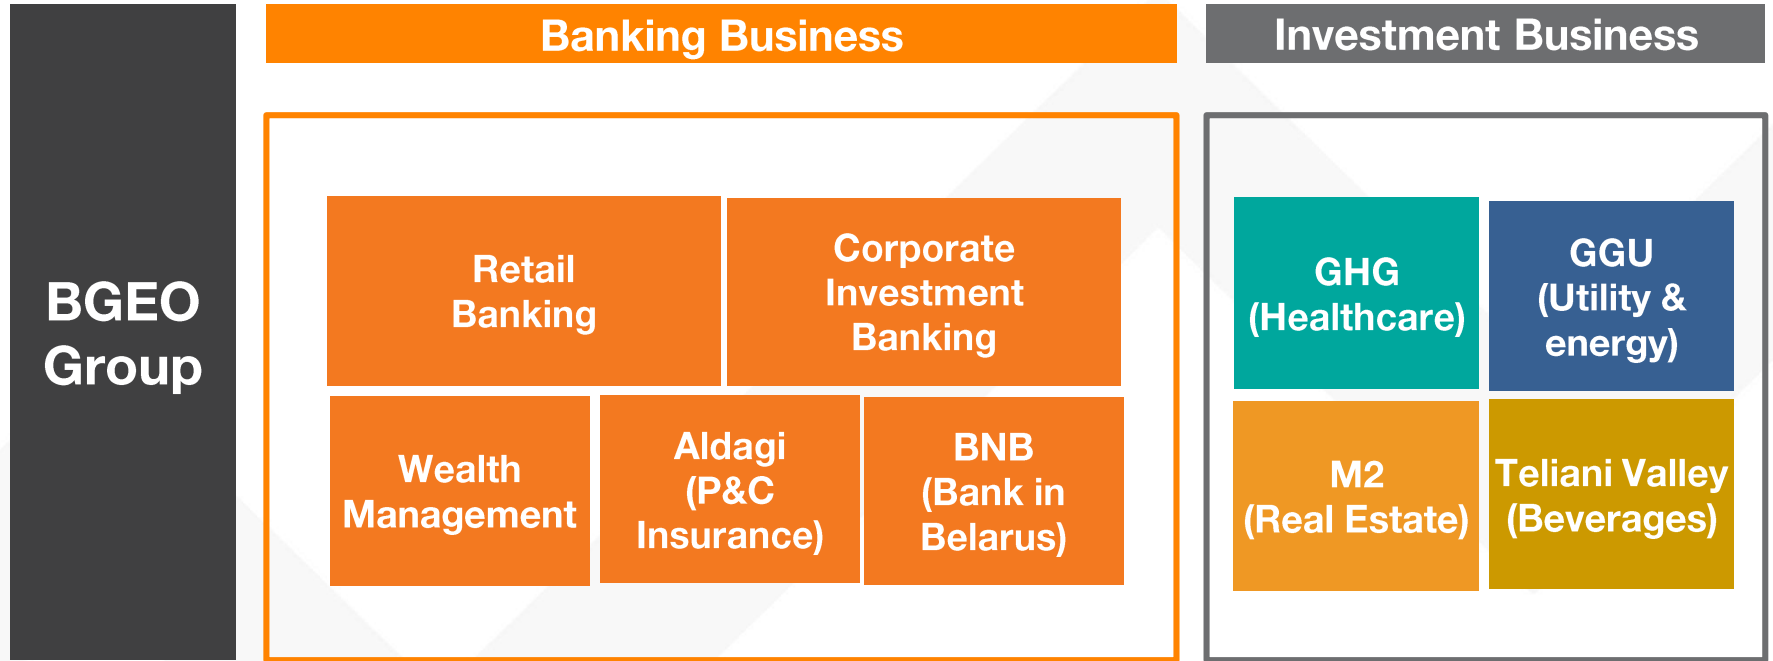 BGEO
Group
Banking Business
Retail
Banking
Corporate
Investment
Banking
Wealth
Management
Aldagi
(P&C
Insurance)
BNB
(Bank in
Belarus)
Investment Business
GHG
(Healthcare)
GGU
(Utility &
energy)
M2
(Real Estate)
Teliani Valley
(Beverages)